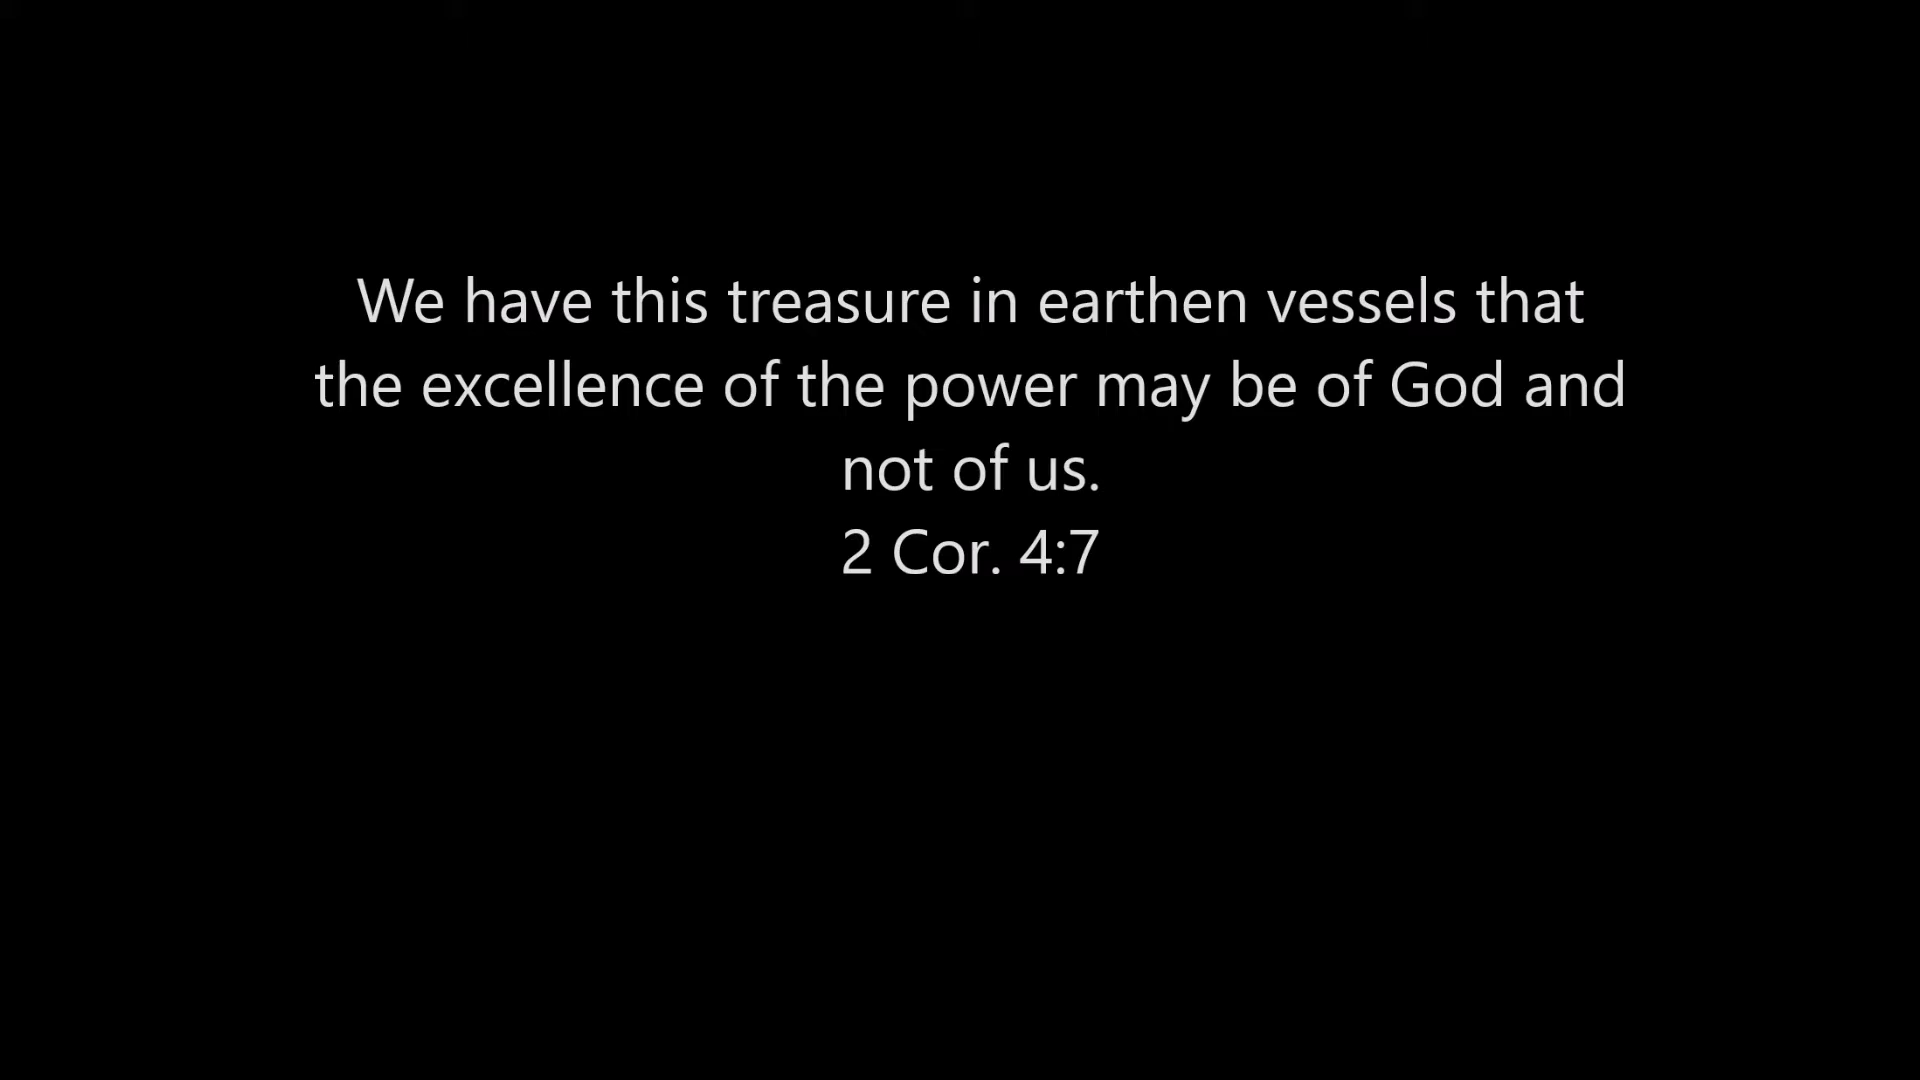 We have this treasure in earthen vessels that
the excellence of the power may be of God and
not of us.
2 Cor. 4:7